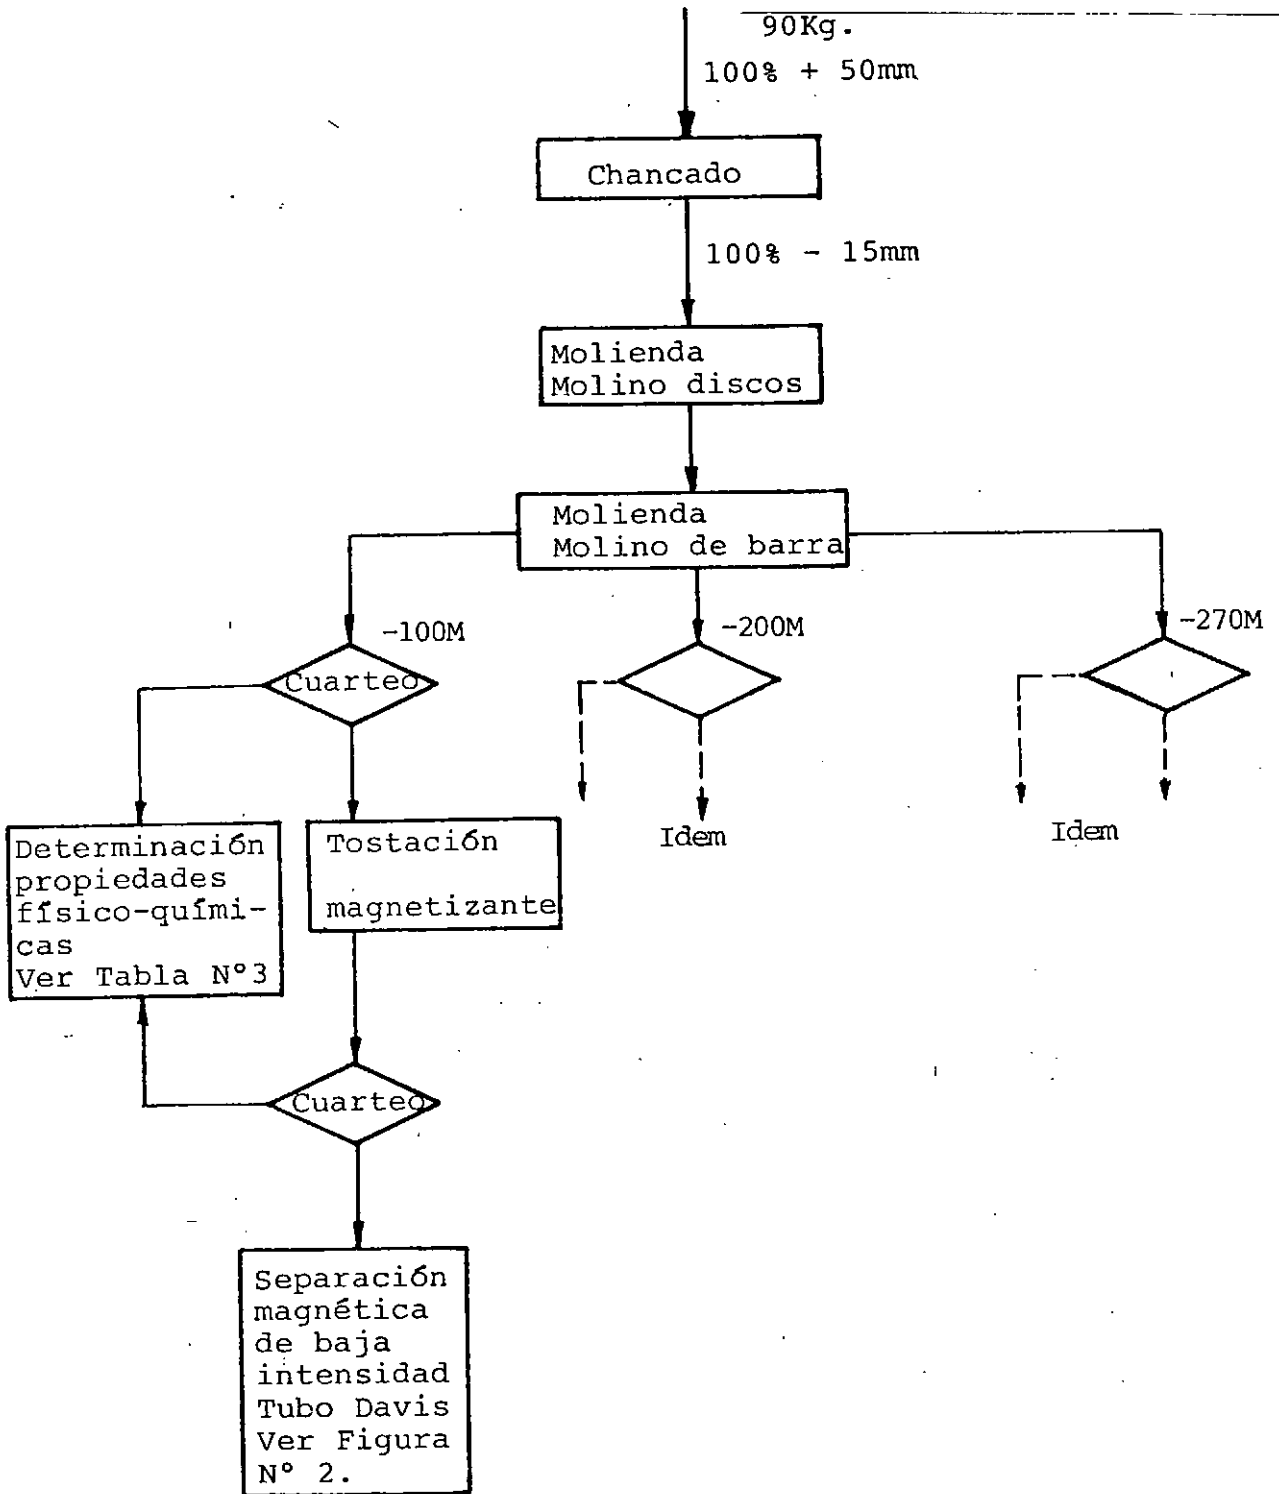 90Kg.
100% + 50mm
Chancado
100% - 15mm
Molienda
Molino discos
Molienda
Molino de barra
-100M
-200M
-270M
Cuarteo
Idem
Idem
Determinación
propiedades
físico-quími-
cas
Ver Tabla N°3
Tostación
magnetizante
Cuarteo
Separación
magnética
de baja
intensidad
Tubo Davis
Ver Figura
N° 2.